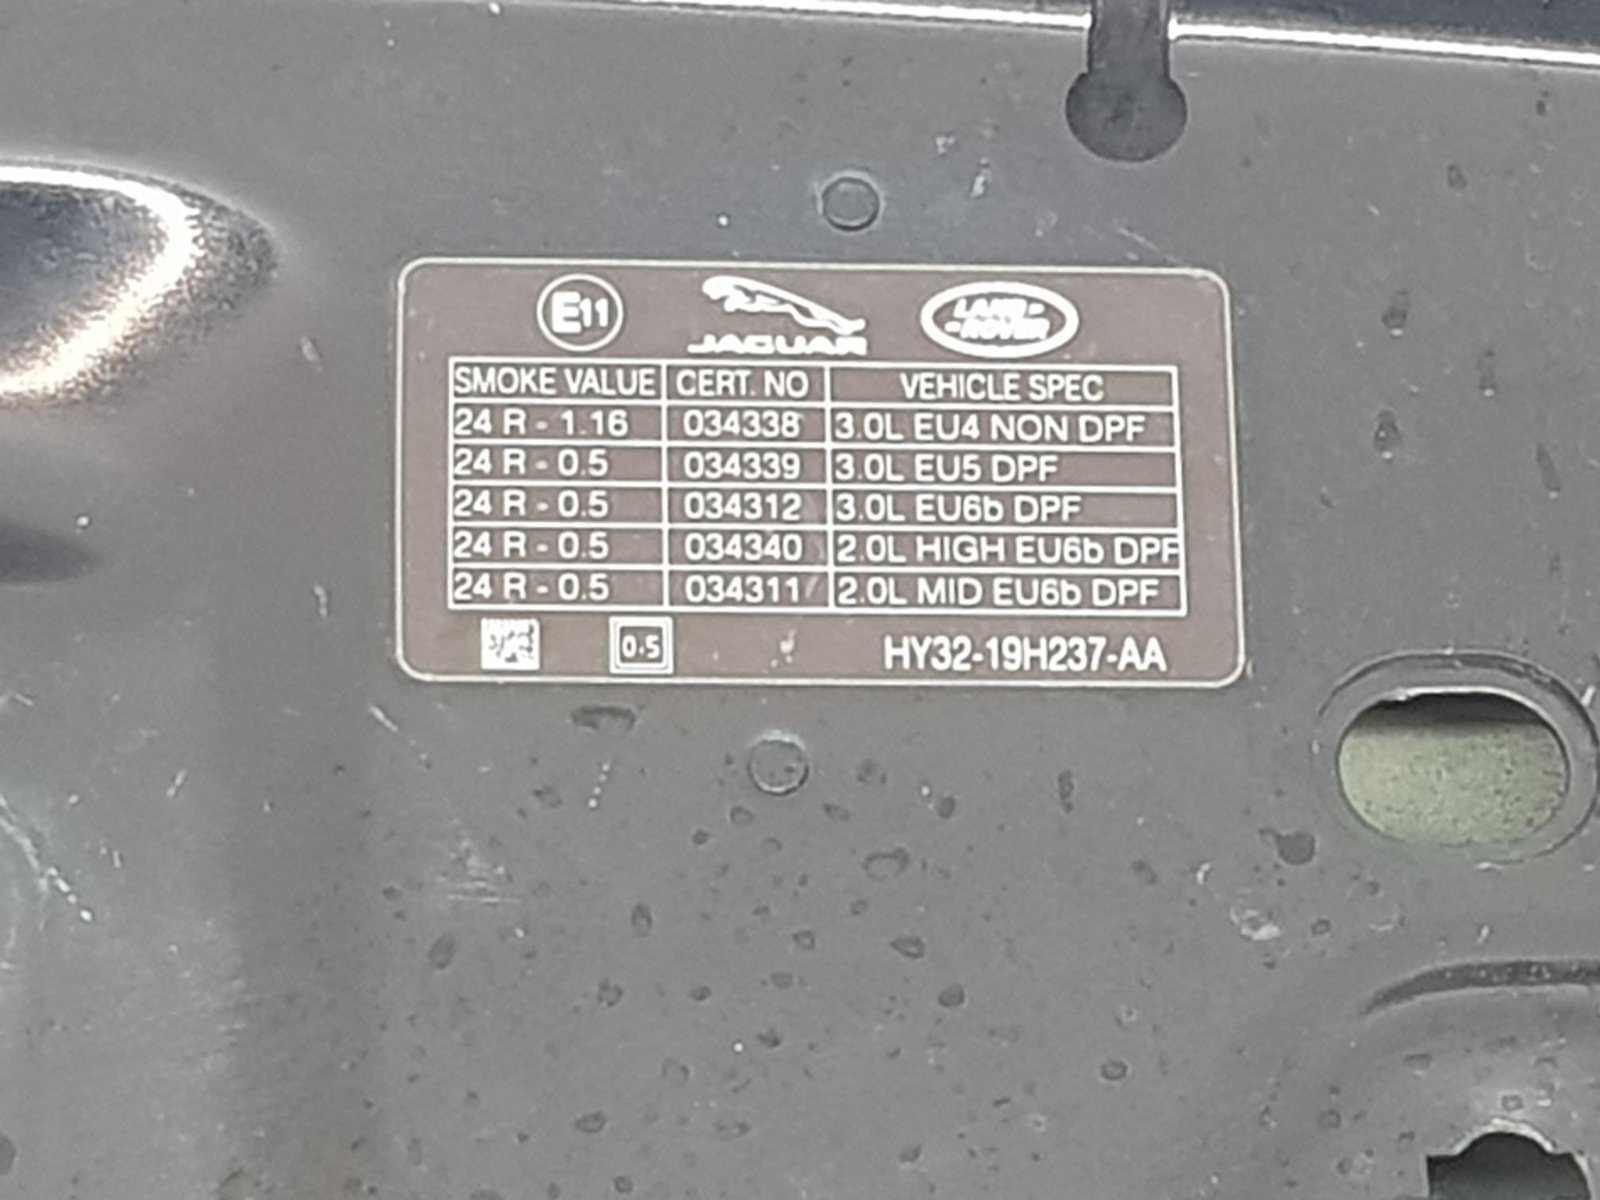 E11 JAGUAR LAND ROVER
SMOKE VALUE CERT. NO VEHICLE SPEC
24 R - 1.16 034338 3.0L EU4 NON DPF
24 R - 0.5 034339 3.0L EU5 DPF
24 R - 0.5 034312 3.0L EU6b DPF
24 R - 0.5 034340 2.0L HIGH EU6b DPF
24 R - 0.5 034311 2.0L MID EU6b DPF
0.5 HY32-19H237-AA